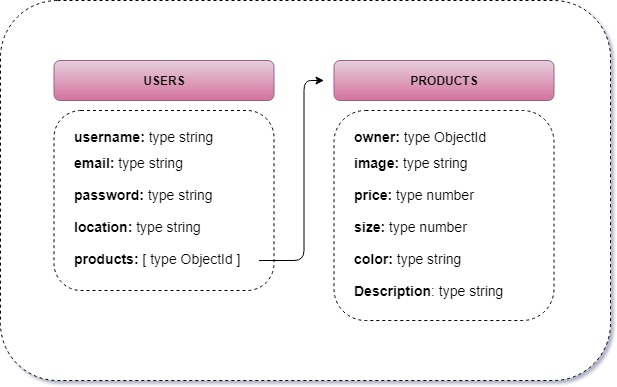 USERS
username: type string
email: type string
password: type string
location: type string
products: [ type ObjectId ]
PRODUCTS
owner: type ObjectId
image: type string
price: type number
size: type number
color: type string
Description: type string